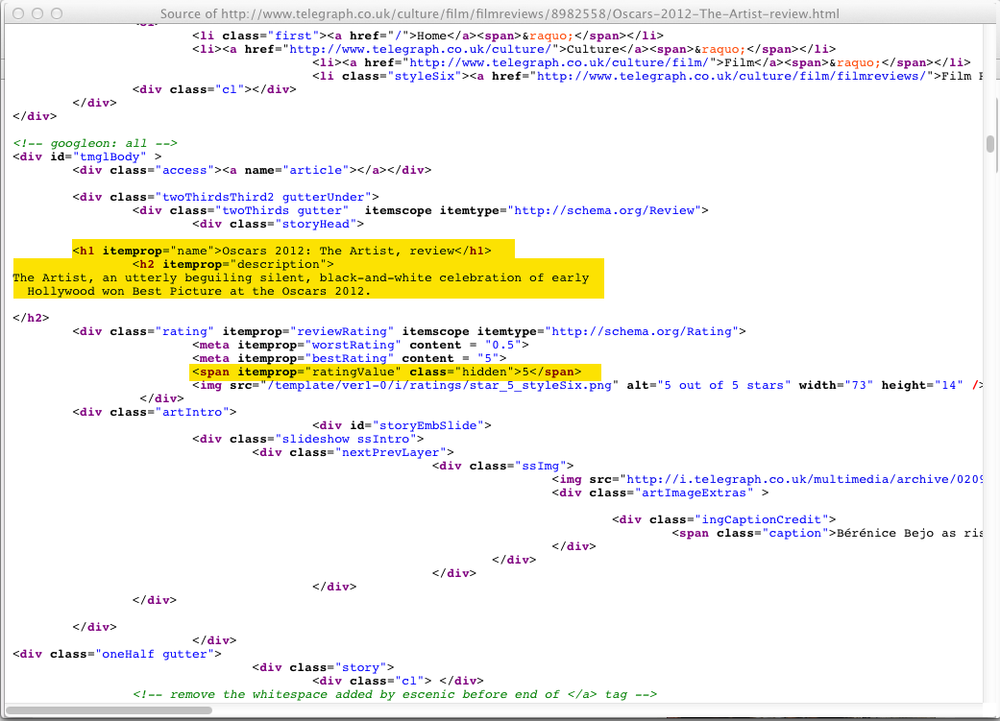 Source of http://www.telegraph.co.uk/culture/film/filmreviews/8982558/Oscars-2012-The-Artist-review.html
<li class="first"><a href="/">Home</a><span>&raquo;</span></li>
<li><a href="http://www.telegraph.co.uk/culture/">Culture</a><span>&raquo;</span></li>
<li><a href="http://www.telegraph.co.uk/culture/film/">Film</a><span>&raquo;</span></li>
<li class="styleSix"><a href="http://www.telegraph.co.uk/culture/film/filmreviews/">Film
<div class="cl"></div>
</div>
</div>
<!-- googleon: all -->
<div id="tmglBody" >
<div class="access"><a name="article"></a></div>
<div class="twoThirdsThird2 gutterUnder">
<div class="twoThirds gutter"  itemscope itemtype="http://schema.org/Review">
<div class="storyHead">
<h1 itemprop="name">Oscars 2012: The Artist, review</h1>
<h2 itemprop="description">
The Artist, an utterly beguiling silent, black-and-white celebration of early
Hollywood won Best Picture at the Oscars 2012.
</h2>
<div class="rating" itemprop="reviewRating" itemscope itemtype="http://schema.org/Rating">
<meta itemprop="worstRating" content = "0.5">
<meta itemprop="bestRating" content = "5">
<span itemprop="ratingValue" class="hidden">5</span>
<img src="/template/ver1-0/i/ratings/star_5_styleSix.png" alt="5 out of 5 stars" width="73" height="14" />
</div>
<div class="artIntro">
<div id="storyEmbSlide">
<div class="slideshow ssIntro">
<div class="nextPrevLayer">
<div class="ssImg">
<img src="http://i.telegraph.co.uk/multimedia/archive/0209
<div class="artImageExtras" >
<div class="ingCaptionCredit">
<span class="caption">Bérénice Bejo as ris
</div>
</div>
</div>
</div>
</div>
</div>
</div>
<div class="oneHalf gutter">
<div class="story">
<div class="cl"> </div>
<!-- remove the whitespace added by escenic before end of </a> tag -->